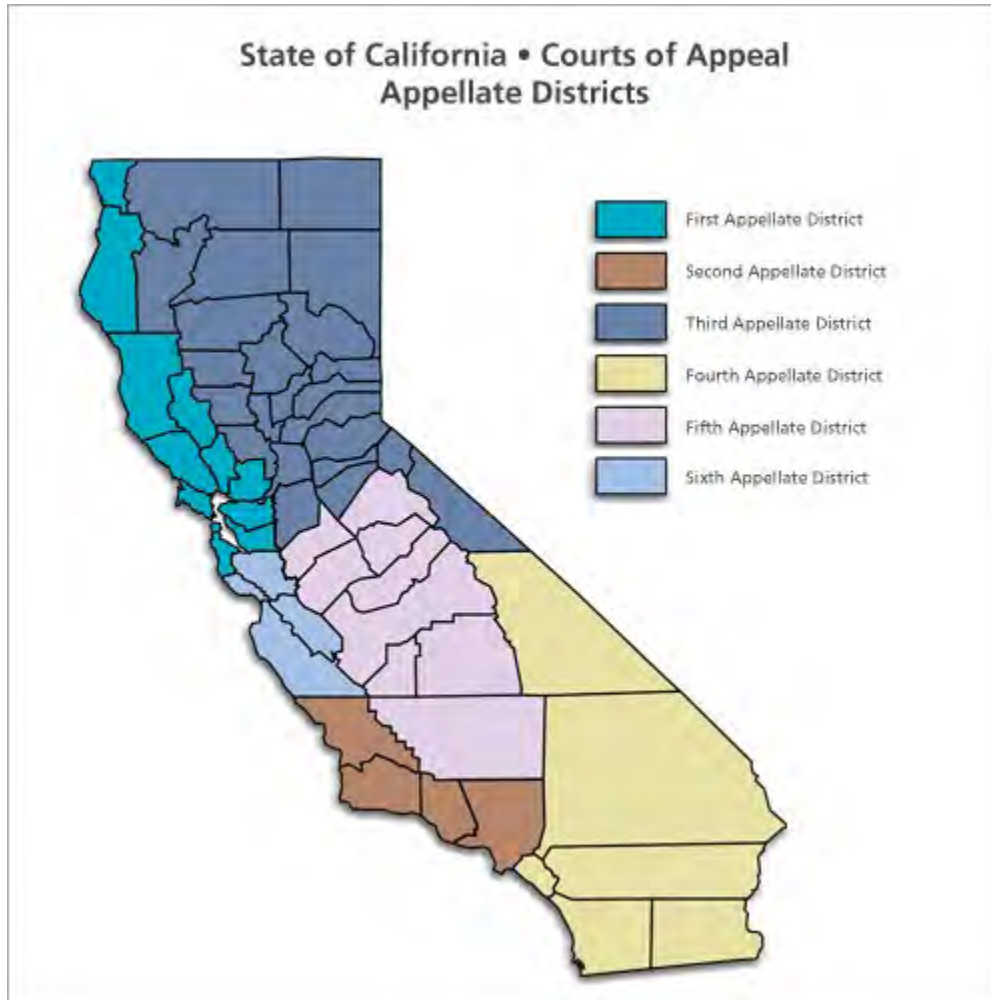 State of California • Courts of Appeal
Appellate Districts
First Appellate District
Second Appellate District
Third Appellate District
Fourth Appellate District
Fifth Appellate District
Sixth Appellate District